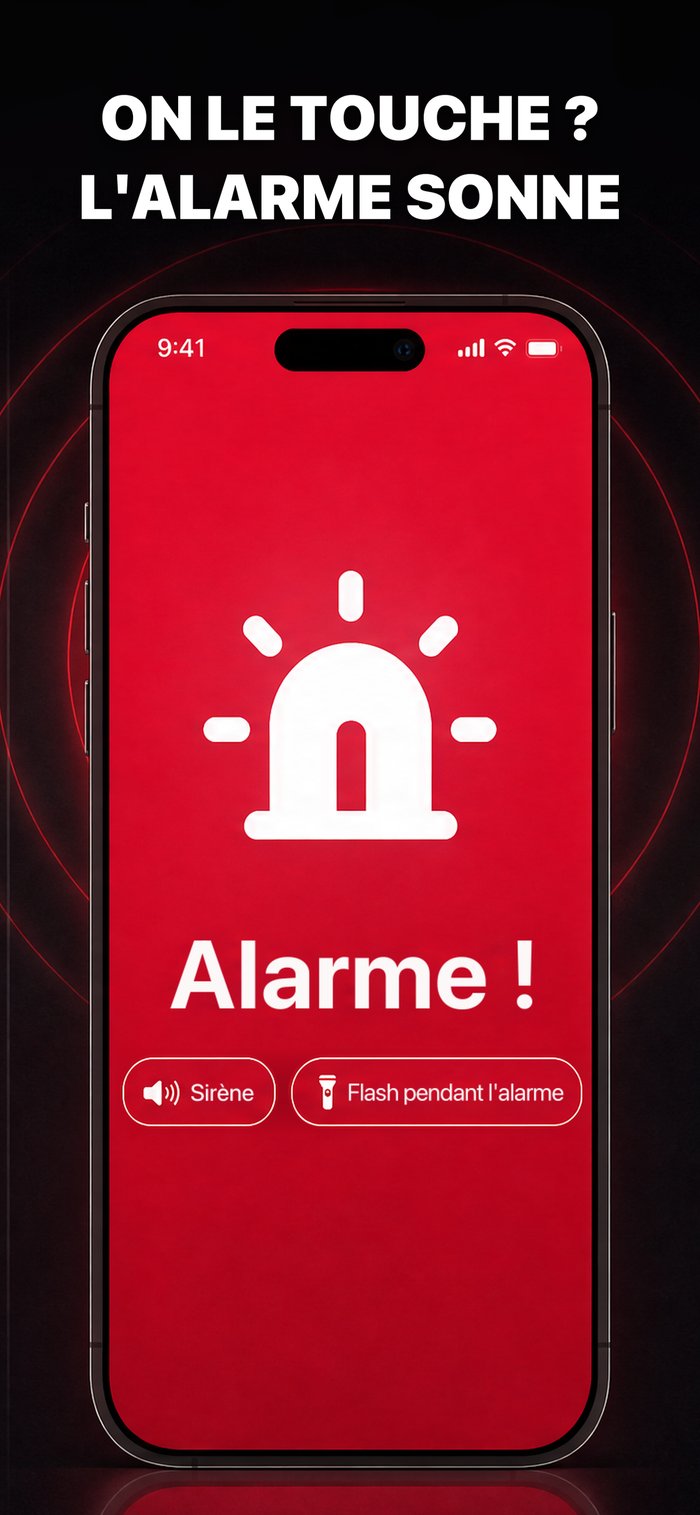 ON LE TOUCHE ?
L'ALARME SONNE
9:41
Alarme !
Sirène
Flash pendant l'alarme